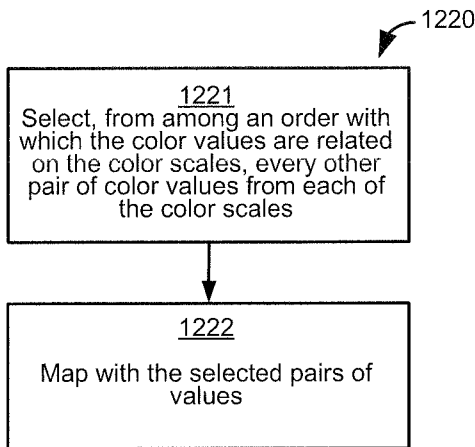 1220
1221
Select, from among an order with
which the color values are related
on the color scales, every other
pair of color values from each of
the color scales
1222
Map with the selected pairs of
values